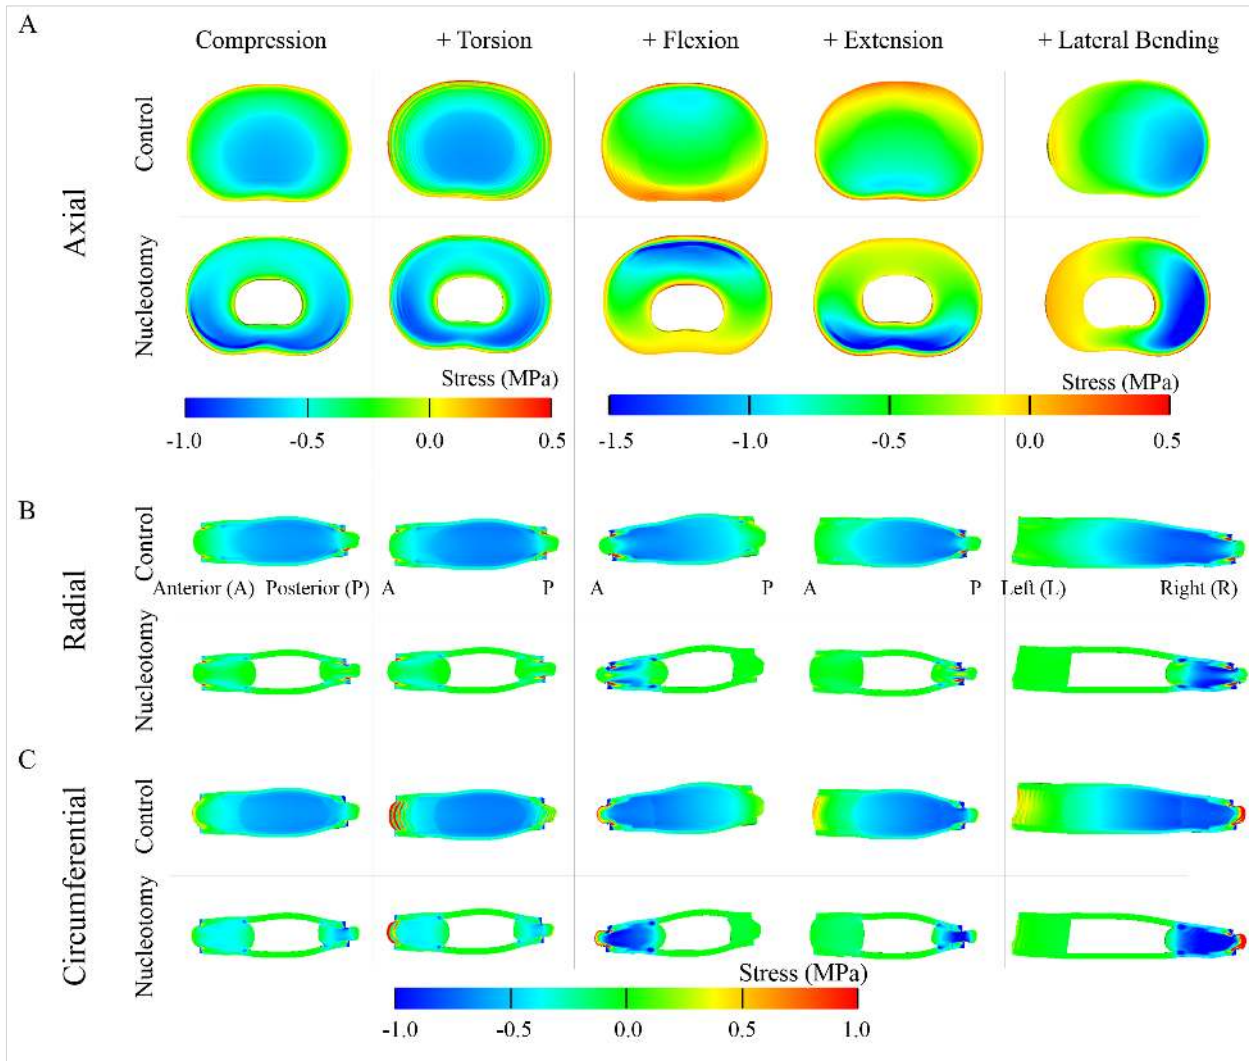 A
Compression + Torsion + Flexion + Extension + Lateral Bending
Axial
Control
Nucleotomy
Stress (MPa) Stress (MPa)
-1.0 -0.5 0.0 0.5 -1.5 -1.0 -0.5 0.0 0.5
B
Radial
Control
Anterior (A) Posterior (P) A P A P A P Left (L) Right (R)
Nucleotomy
C
Circumferential
Control
Nucleotomy
Stress (MPa)
-1.0 -0.5 0.0 0.5 1.0